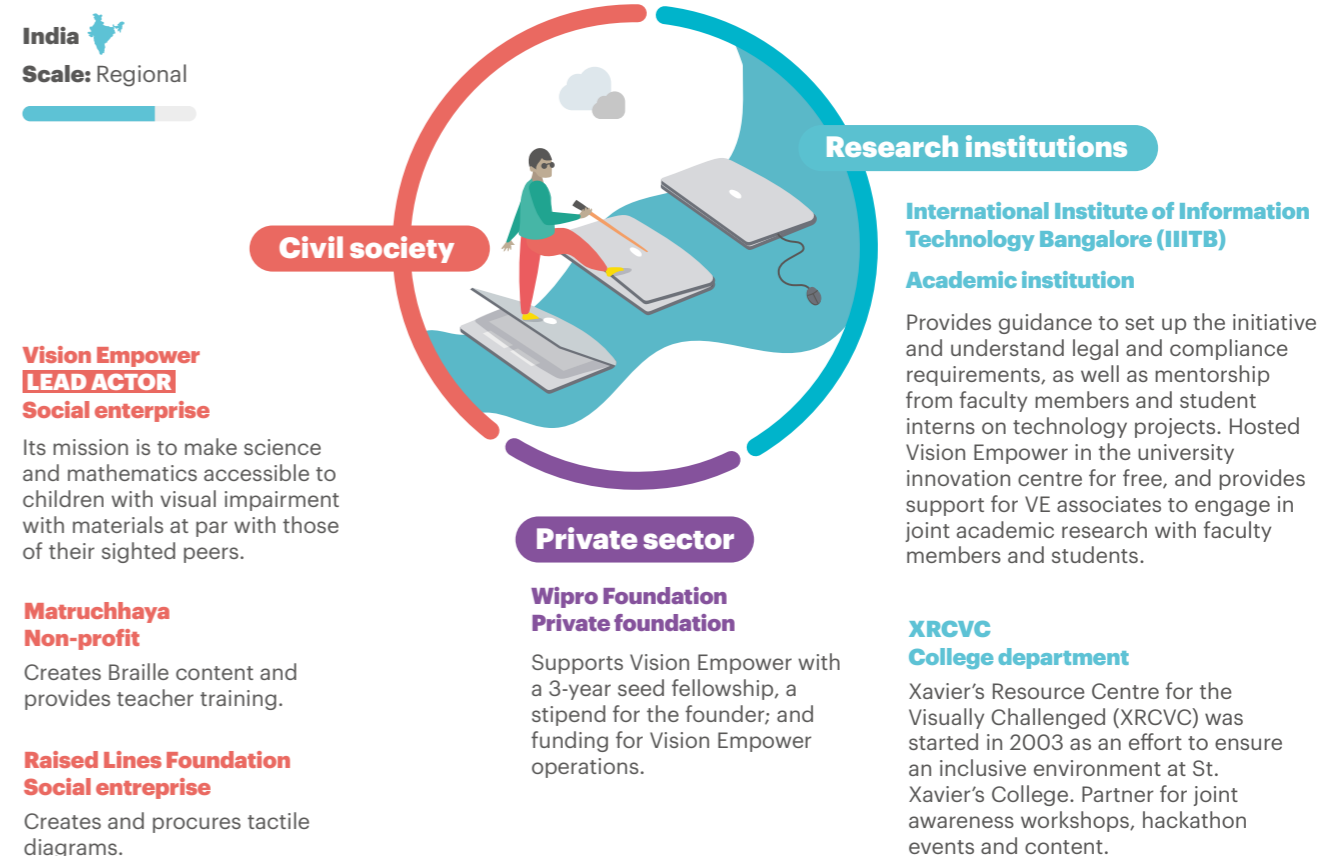 India
Scale: Regional
Civil society
Vision Empower
LEAD ACTOR
Social enterprise
Its mission is to make science
and mathematics accessible to
children with visual impairment
with materials at par with those
of their sighted peers.
Matruchhaya
Non-profit
Creates Braille content and
provides teacher training.
Raised Lines Foundation
Social entreprise
Creates and procures tactile
diagrams.
Private sector
Wipro Foundation
Private foundation
Supports Vision Empower with
a 3-year seed fellowship, a
stipend for the founder; and
funding for Vision Empower
operations.
Research institutions
International Institute of Information
Technology Bangalore (IIITB)
Academic institution
Provides guidance to set up the initiative
and understand legal and compliance
requirements, as well as mentorship
from faculty members and student
interns on technology projects. Hosted
Vision Empower in the university
innovation centre for free, and provides
support for VE associates to engage in
joint academic research with faculty
members and students.
XRCVC
College department
Xavier’s Resource Centre for the
Visually Challenged (XRCVC) was
started in 2003 as an effort to ensure
an inclusive environment at St.
Xavier’s College. Partner for joint
awareness workshops, hackathon
events and content.